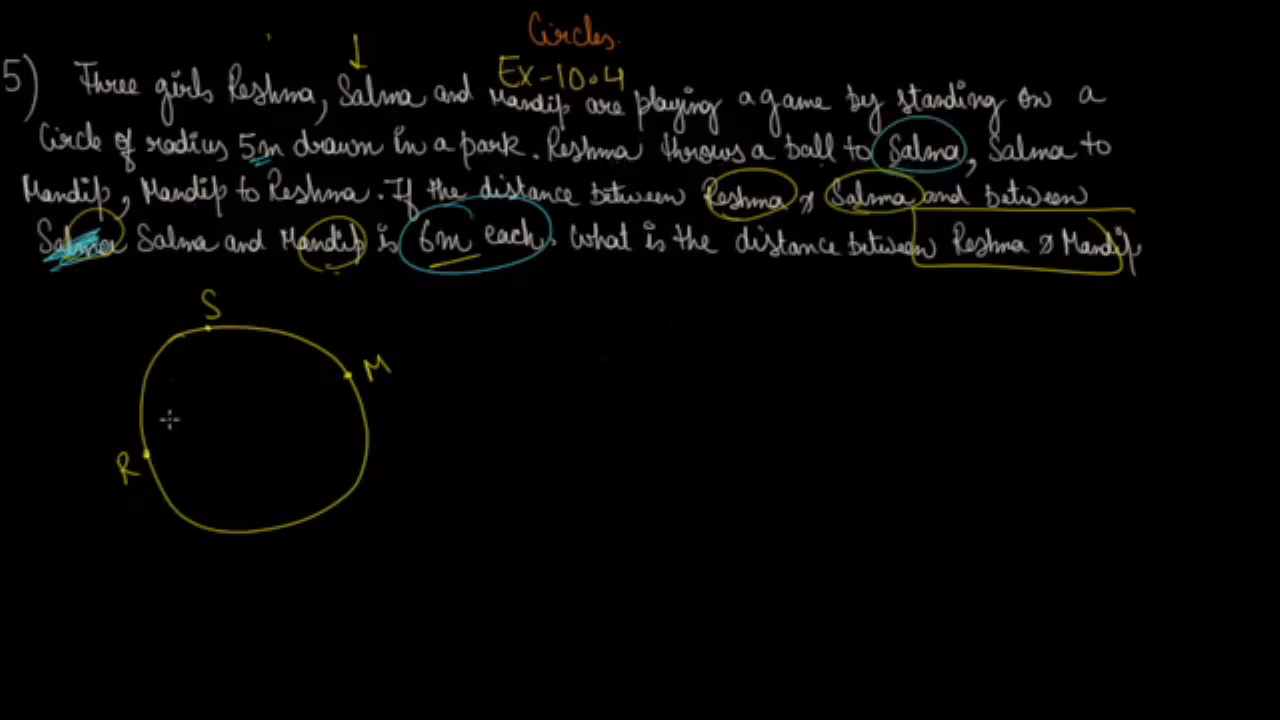 Circles.
Ex-10.4
5) Three girls Reshma, Salma and Mandip are playing a game by standing on a
Circle of radius 5m drawn in a park. Reshma throws a ball to Salma, Salma to
Mandip, Mandip to Reshma. If the distance between Reshma & Salma and between
Salma Salma and Mandip is 6m each. What is the distance between Reshma & Mandip
S
M
R